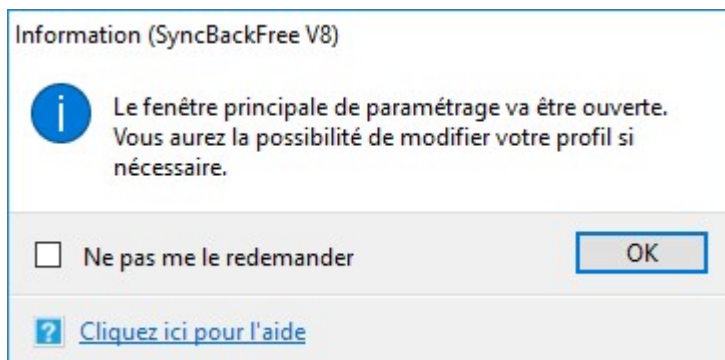 Information (SyncBackFree V8)
Le fenêtre principale de paramétrage va être ouverte.
Vous aurez la possibilité de modifier votre profil si
nécessaire.
Ne pas me le redemander
OK
Cliquez ici pour l'aide